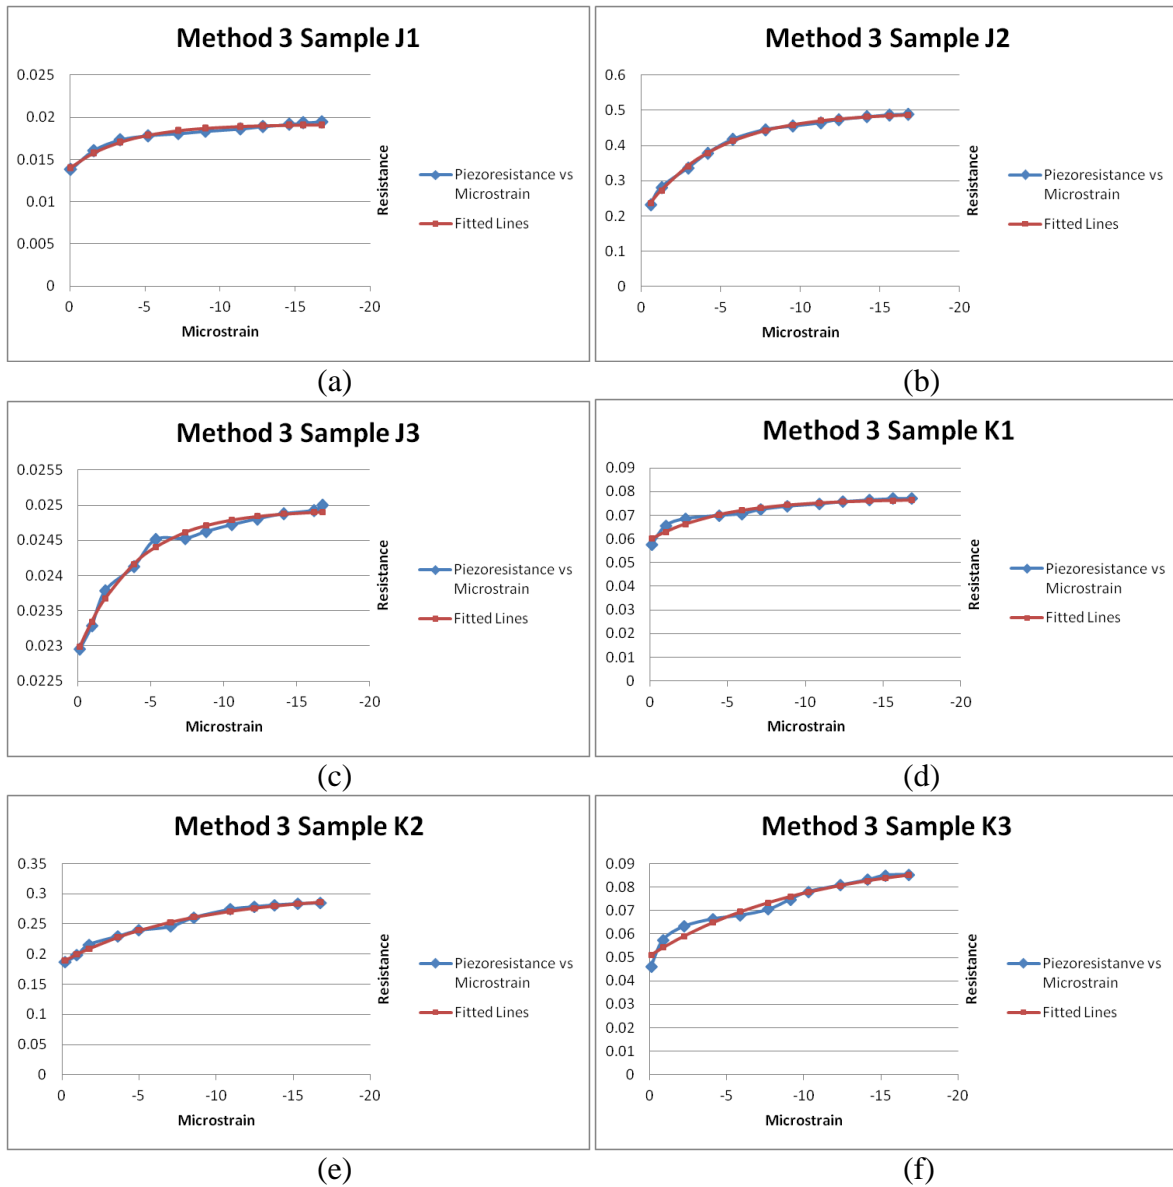 Method 3 Sample J1
0.025
0.02
0.015
0.01
0.005
0
0 -5 -10 -15 -20
Microstrain
Resistance
Piezoresistance vs
Microstrain
Fitted Lines
(a)
Method 3 Sample J2
0.6
0.5
0.4
0.3
0.2
0.1
0
0 -5 -10 -15 -20
Microstrain
Resistance
Piezoresistance vs
Microstrain
Fitted Lines
(b)
Method 3 Sample J3
0.0255
0.025
0.0245
0.024
0.0235
0.023
0.0225
0 -5 -10 -15 -20
Microstrain
Resistance
Piezoresistance vs
Microstrain
Fitted Lines
(c)
Method 3 Sample K1
0.09
0.08
0.07
0.06
0.05
0.04
0.03
0.02
0.01
0
0 -5 -10 -15 -20
Microstrain
Resistance
Piezoresistance vs
Microstrain
Fitted Lines
(d)
Method 3 Sample K2
0.35
0.3
0.25
0.2
0.15
0.1
0.05
0
0 -5 -10 -15 -20
Microstrain
Resistance
Piezoresistance vs
Microstrain
Fitted Lines
(e)
Method 3 Sample K3
0.09
0.08
0.07
0.06
0.05
0.04
0.03
0.02
0.01
0
0 -5 -10 -15 -20
Microstrain
Resistance
Piezoresistanve vs
Microstrain
Fitted Lines
(f)